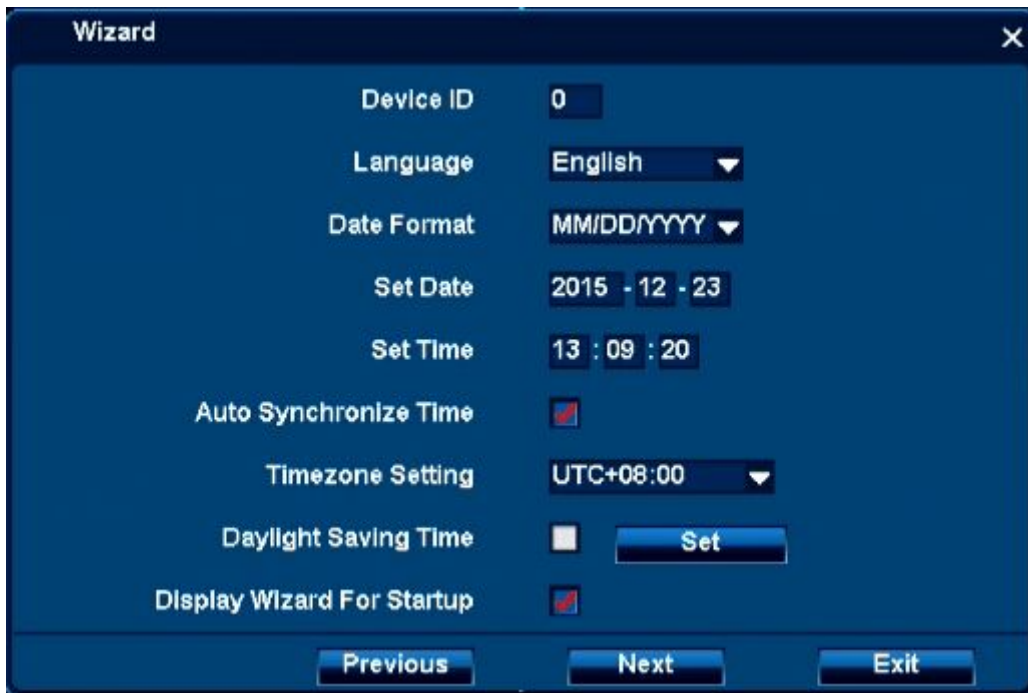 Wizard
Device ID 0
Language English
Date Format MM/DD/YYYY
Set Date 2015 - 12 - 23
Set Time 13 : 09 : 20
Auto Synchronize Time
Timezone Setting UTC+08:00
Daylight Saving Time Set
Display Wizard For Startup
Previous Next Exit